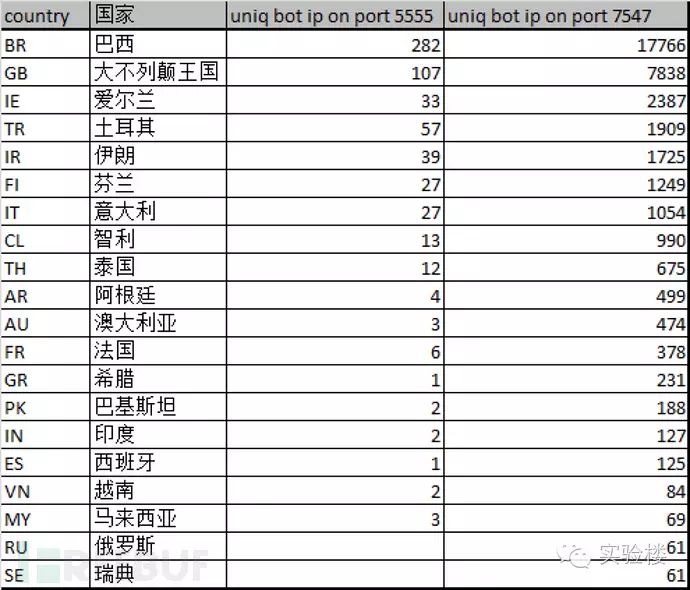 country 国家 uniq bot ip on port 5555 uniq bot ip on port 7547
BR 巴西 282 17766
GB 大不列颠王国 107 7838
IE 爱尔兰 33 2387
TR 土耳其 57 1909
IR 伊朗 39 1725
FI 芬兰 27 1249
IT 意大利 27 1054
CL 智利 13 990
TH 泰国 12 675
AR 阿根廷 4 499
AU 澳大利亚 3 474
FR 法国 6 378
GR 希腊 1 231
PK 巴基斯坦 2 188
IN 印度 2 127
ES 西班牙 1 125
VN 越南 2 84
MY 马来西亚 3 69
RU 俄罗斯 61
SE 瑞典 61
实验楼